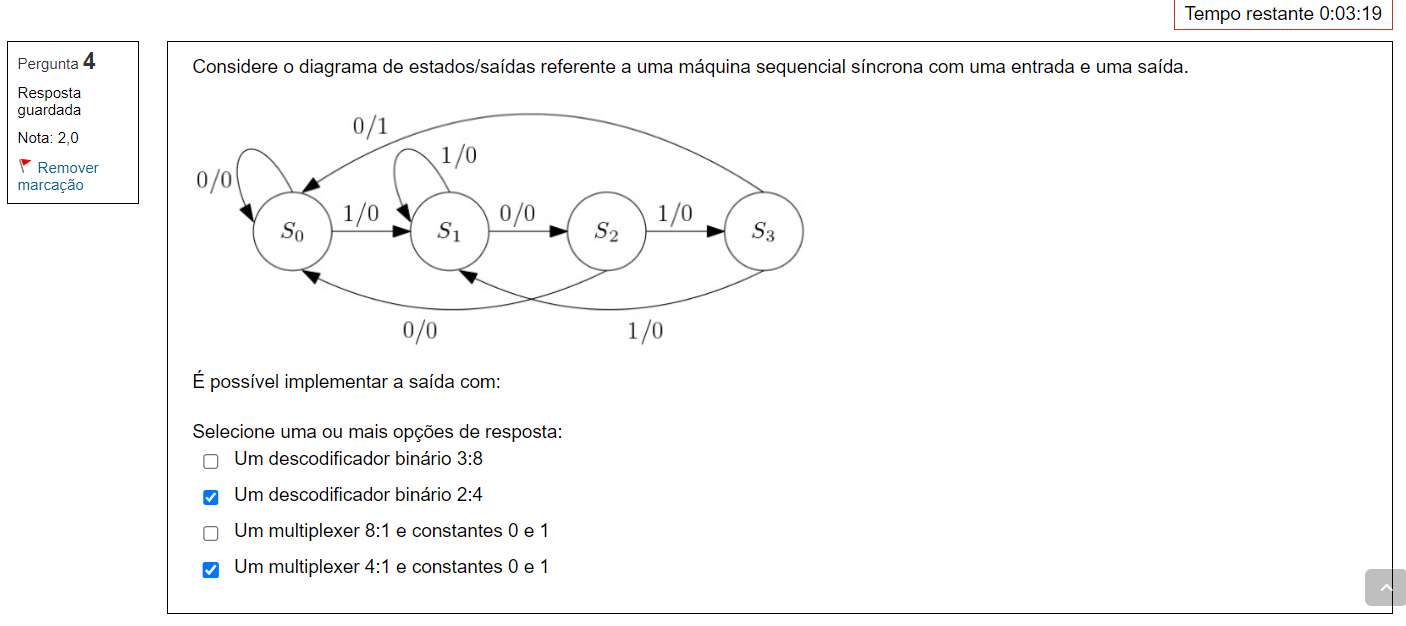 Tempo restante 0:03:19
Pergunta 4
Resposta
guardada
Nota: 2,0
Remover
marcação
Considere o diagrama de estados/saídas referente a uma máquina sequencial síncrona com uma entrada e uma saída.
0/1
1/0
0/0
1/0
0/0
1/0
S0
S1
S2
S3
0/0
1/0
É possível implementar a saída com:
Selecione uma ou mais opções de resposta:
Um descodificador binário 3:8
Um descodificador binário 2:4
Um multiplexer 8:1 e constantes 0 e 1
Um multiplexer 4:1 e constantes 0 e 1